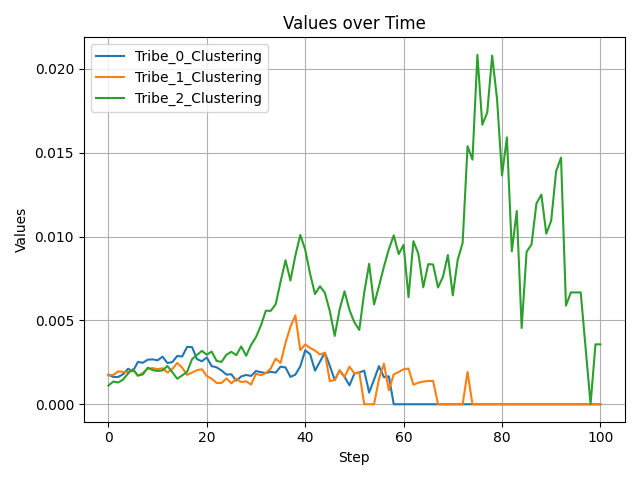 Values over Time
Tribe_0_Clustering
Tribe_1_Clustering
Tribe_2_Clustering
0.020
0.015
0.010
0.005
0.000
Values
0 20 40 60 80 100
Step